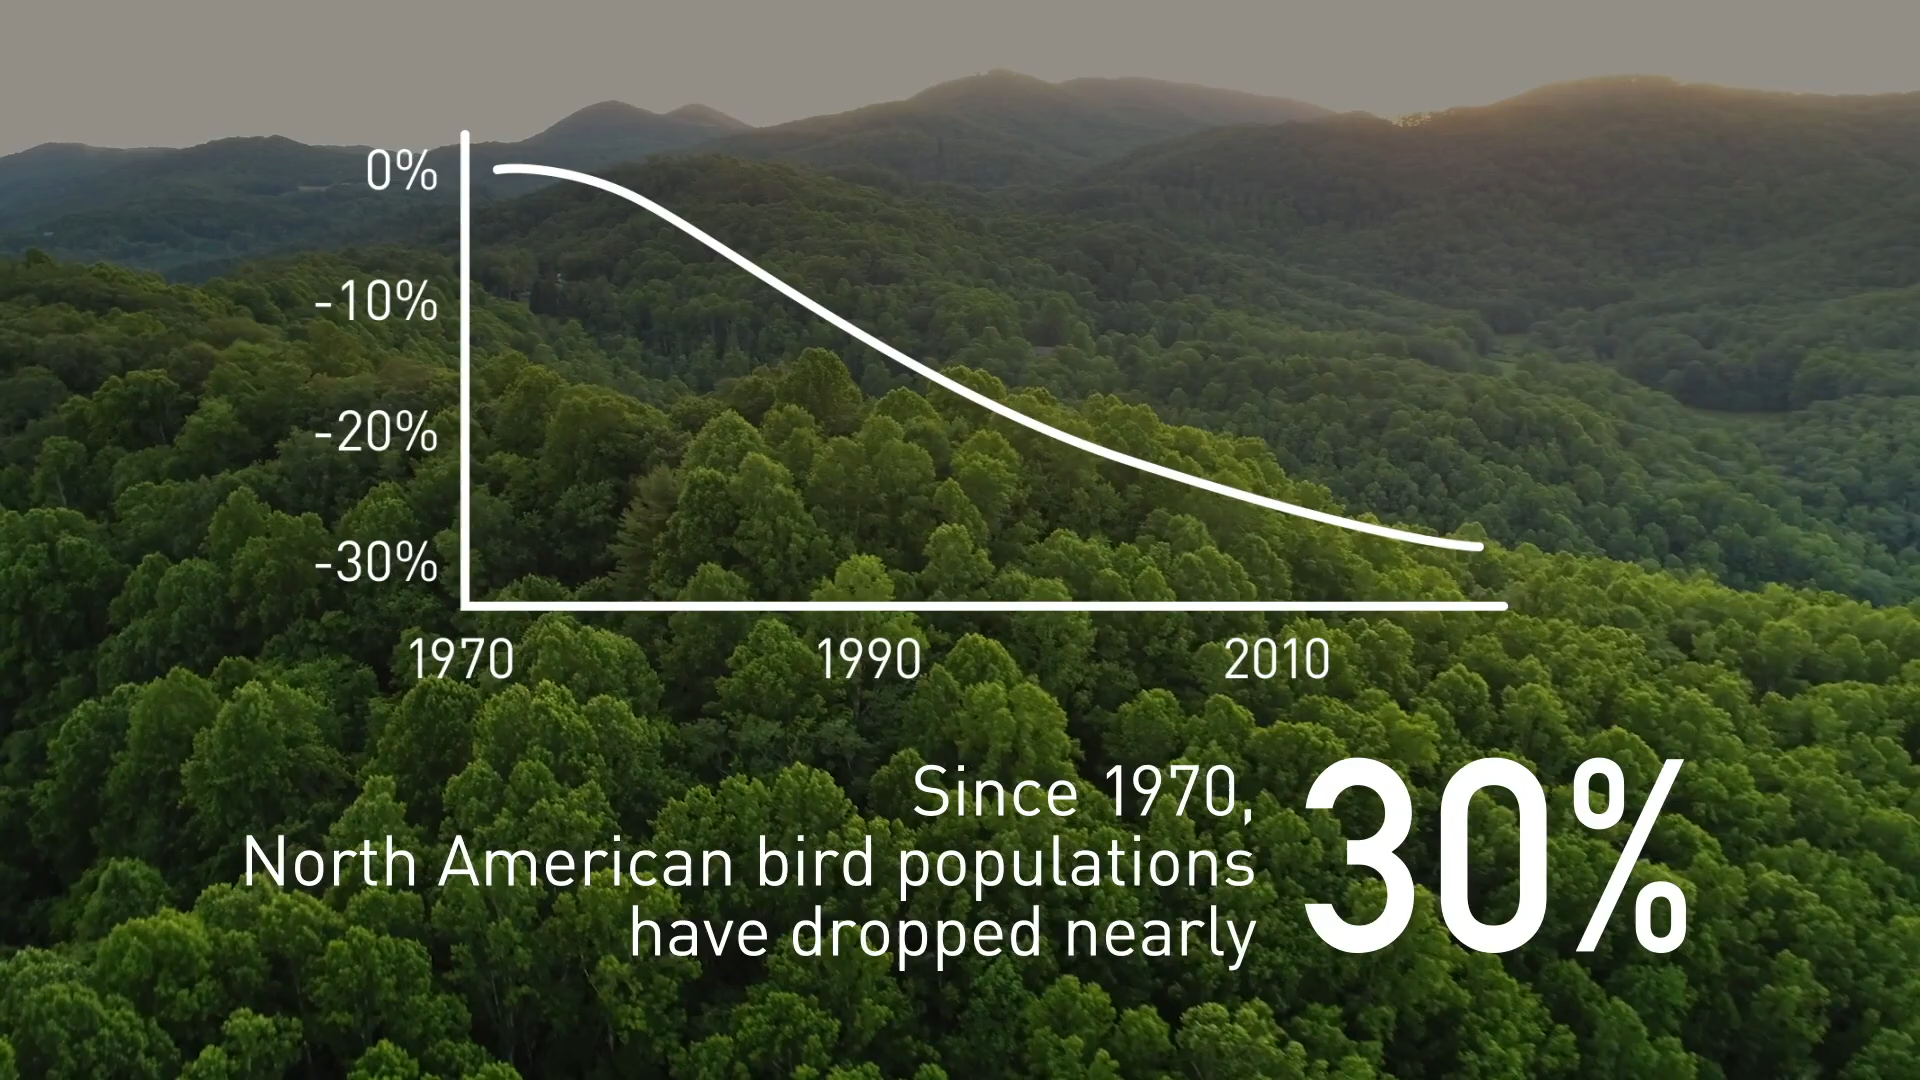 0%
-10%
-20%
-30%
1970 1990 2010
Since 1970,
North American bird populations
have dropped nearly
30%